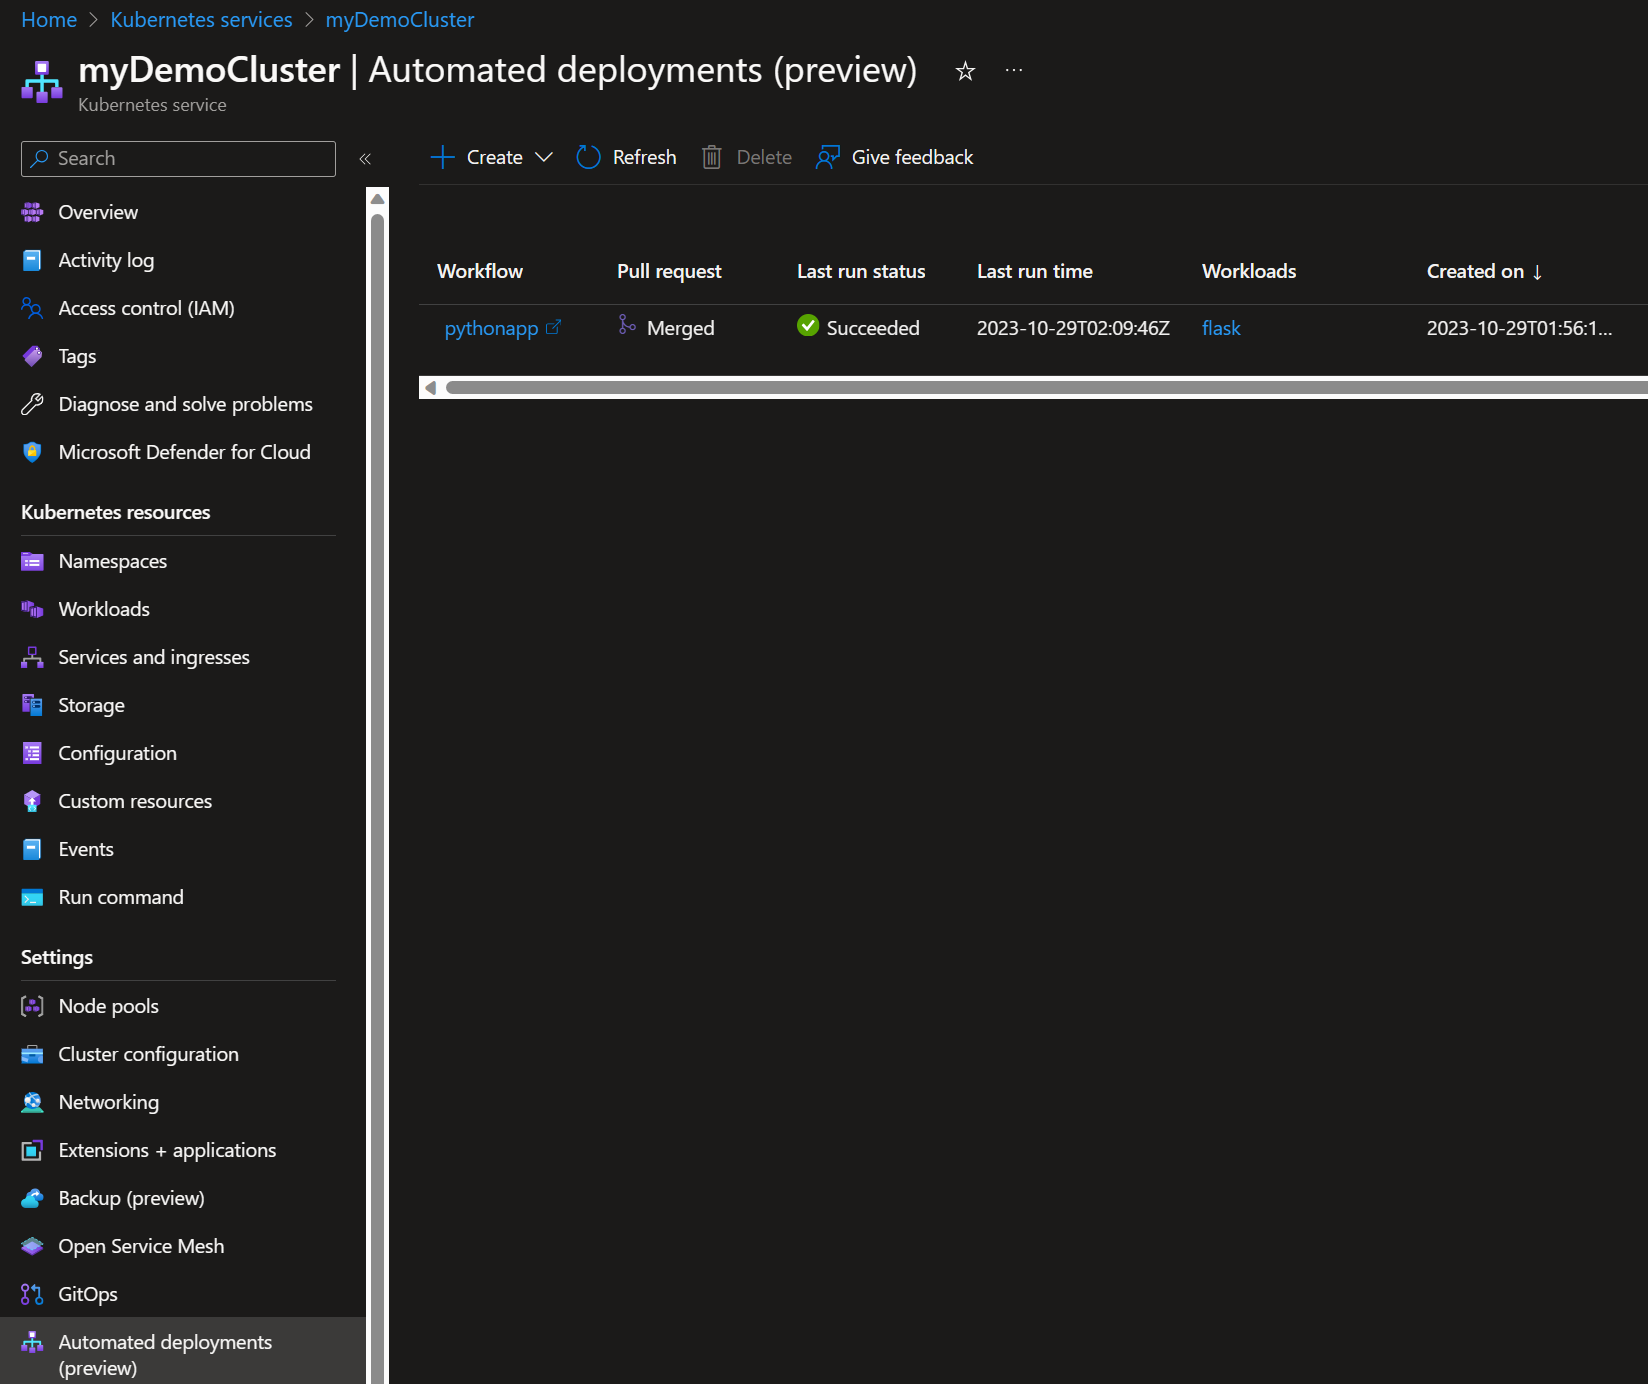 Home > Kubernetes services > myDemoCluster
myDemoCluster | Automated deployments (preview) ☆ ···
Kubernetes service
Search «
Create Refresh Delete Give feedback
Overview
Activity log
Access control (IAM)
Tags
Diagnose and solve problems
Microsoft Defender for Cloud
Kubernetes resources
Namespaces
Workloads
Services and ingresses
Storage
Configuration
Custom resources
Events
Run command
Settings
Node pools
Cluster configuration
Networking
Extensions + applications
Backup (preview)
Open Service Mesh
GitOps
Automated deployments
(preview)
Workflow Pull request Last run status Last run time Workloads Created on ↓
pythonapp Merged Succeeded 2023-10-29T02:09:46Z flask 2023-10-29T01:56:1...